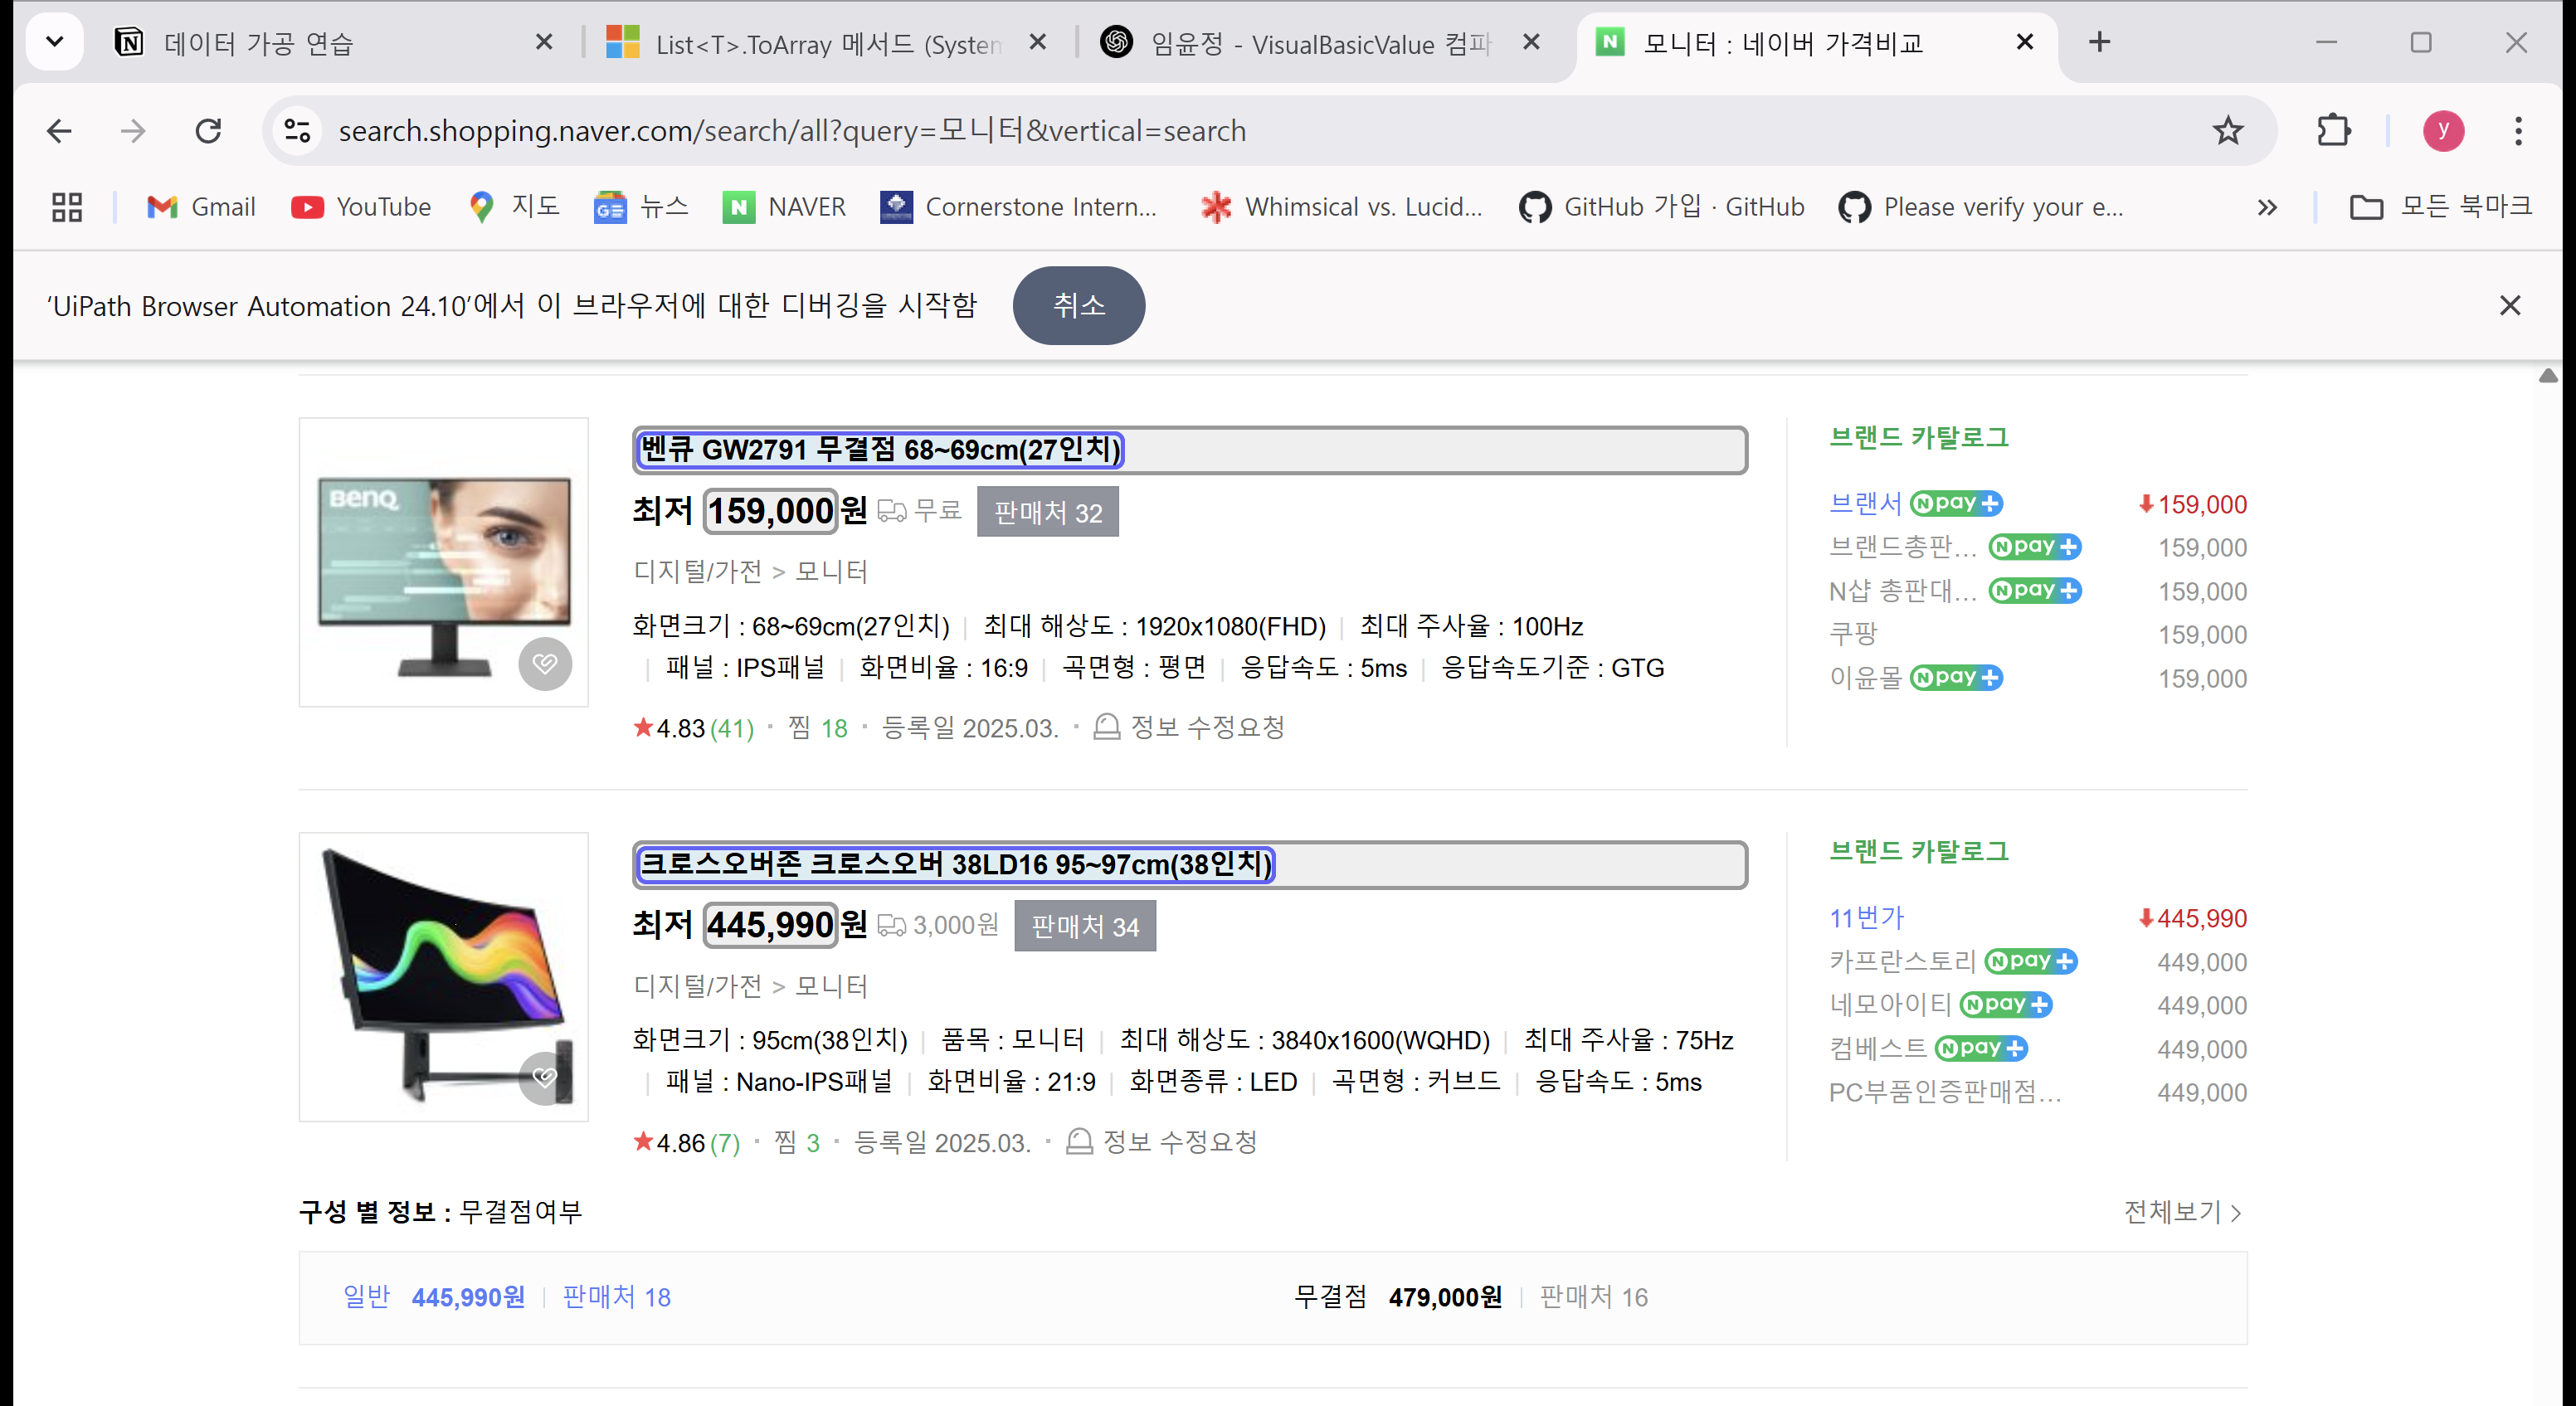 데이터 가공 연습
List<T>.ToArray 메서드 (System
임윤정 - VisualBasicValue 컴파
모니터 : 네이버 가격비교
search.shopping.naver.com/search/all?query=모니터&vertical=search
y
Gmail
YouTube
지도
뉴스
NAVER
Cornerstone Intern...
Whimsical vs. Lucid...
GitHub 가입 · GitHub
Please verify your e...
모든 북마크
'UiPath Browser Automation 24.10'에서 이 브라우저에 대한 디버깅을 시작함
취소
BenQ
벤큐 GW2791 무결점 68~69cm(27인치)
최저 159,000원 무료 판매처 32
디지털/가전 > 모니터
화면크기 : 68~69cm(27인치) | 최대 해상도 : 1920x1080(FHD) | 최대 주사율 : 100Hz
| 패널 : IPS패널 | 화면비율 : 16:9 | 곡면형 : 평면 | 응답속도 : 5ms | 응답속도기준 : GTG
★4.83(41) · 찜 18 · 등록일 2025.03. · 정보 수정요청
브랜드 카탈로그
브랜서 N pay+ 159,000
브랜드총판... N pay+ 159,000
N샵 총판대... N pay+ 159,000
쿠팡 159,000
이윤몰 N pay+ 159,000
크로스오버존 크로스오버 38LD16 95~97cm(38인치)
최저 445,990원 3,000원 판매처 34
디지털/가전 > 모니터
화면크기 : 95cm(38인치) | 품목 : 모니터 | 최대 해상도 : 3840x1600(WQHD) | 최대 주사율 : 75Hz
| 패널 : Nano-IPS패널 | 화면비율 : 21:9 | 화면종류 : LED | 곡면형 : 커브드 | 응답속도 : 5ms
★4.86(7) · 찜 3 · 등록일 2025.03. · 정보 수정요청
브랜드 카탈로그
11번가 445,990
카프란스토리 N pay+ 449,000
네모아이티 N pay+ 449,000
컴베스트 N pay+ 449,000
PC부품인증판매점... 449,000
구성 별 정보 : 무결점여부
전체보기 >
일반 445,990원 | 판매처 18
무결점 479,000원 | 판매처 16